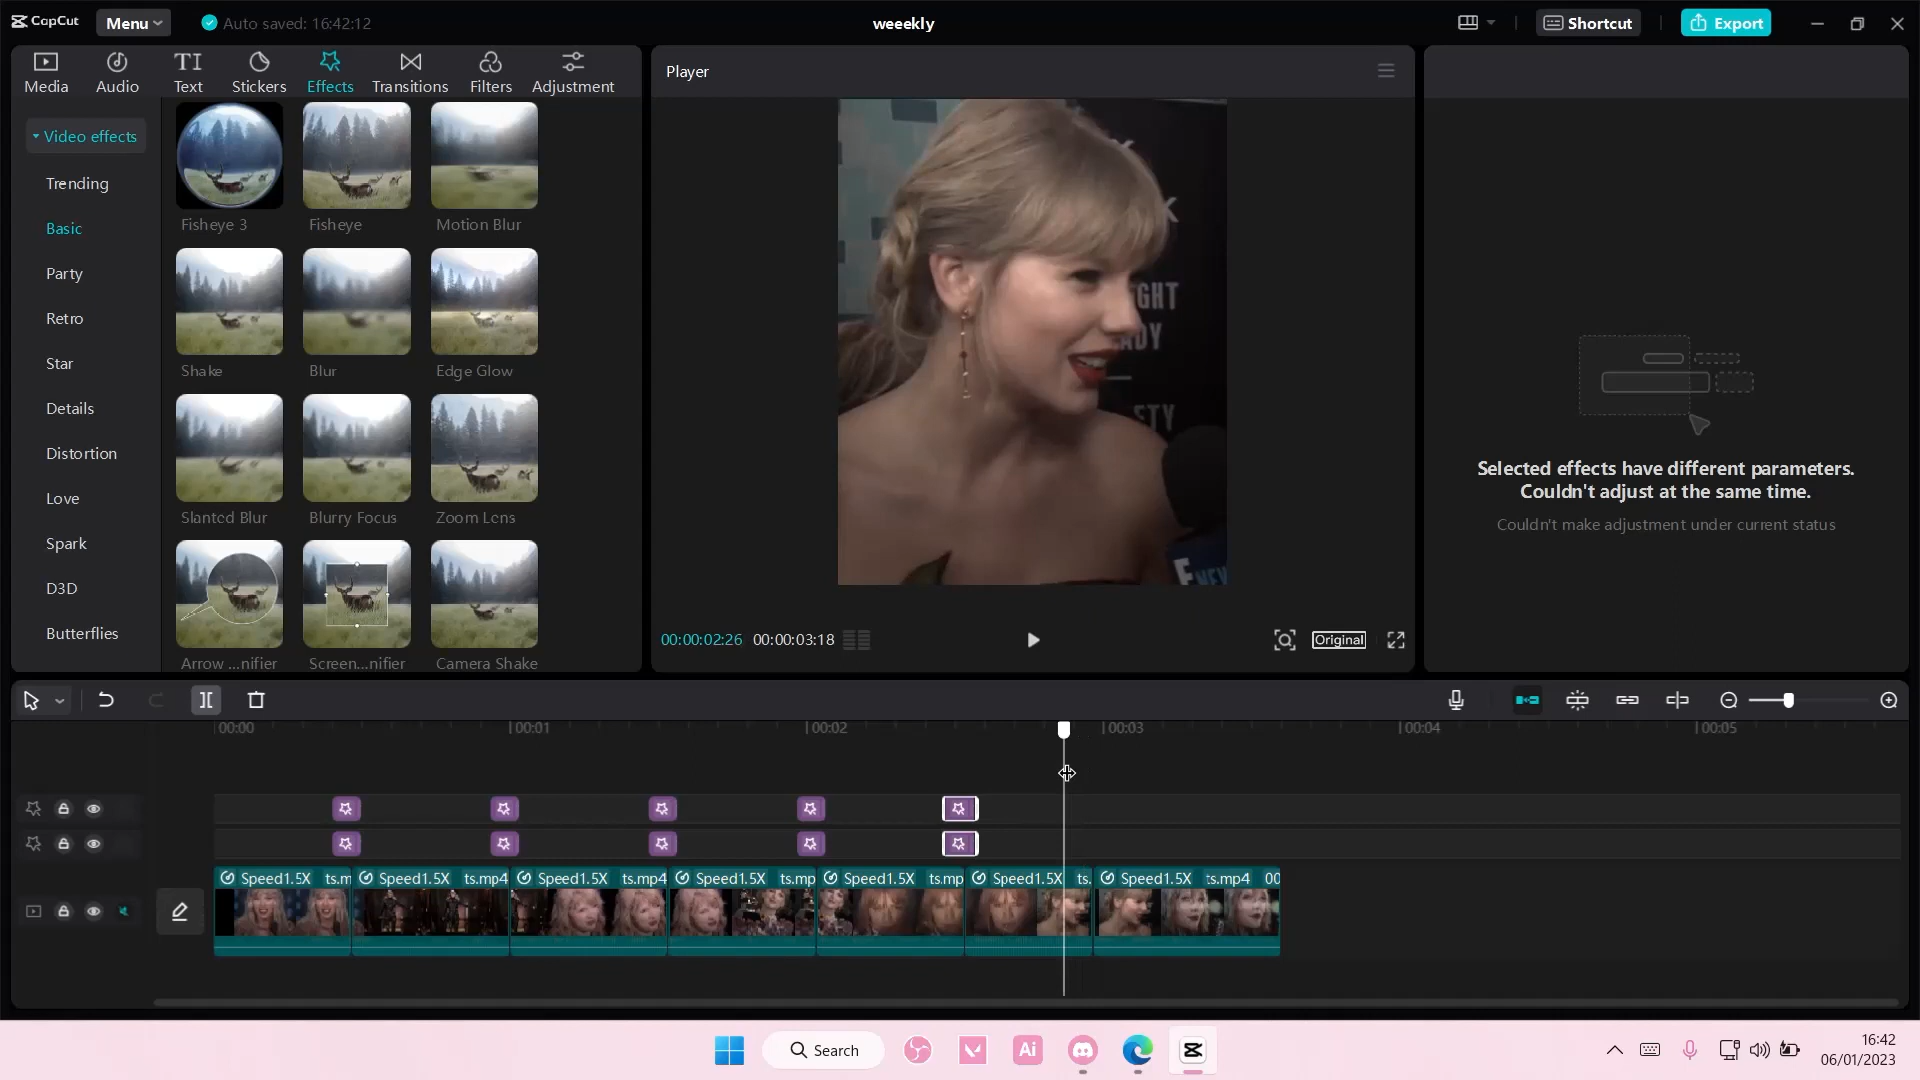 CapCut
Menu
Auto saved: 16:42:12
weeekly
Shortcut
Export
Media
Audio
TI
Text
Stickers
Effects
Transitions
Filters
Adjustment
Player
Video effects
Trending
Basic
Party
Retro
Star
Details
Distortion
Love
Spark
D3D
Butterflies
Fisheye 3
Fisheye
Motion Blur
Shake
Blur
Edge Glow
Slanted Blur
Blurry Focus
Zoom Lens
Arrow ...nifier
Screen...nifier
Camera Shake
K
K
GHT
ADY
STY
00:00:02:26
00:00:03:18
Original
Selected effects have different parameters.
Couldn't adjust at the same time.
Couldn't make adjustment under current status
00:00
00:01
00:02
00:03
00:04
00:05
Speed1.5X ts.m
Speed1.5X ts.mp4
Speed1.5X ts.mp4
Speed1.5X ts.mp
Speed1.5X ts.mp
Speed1.5X ts.
Speed1.5X ts.mp4 00
Search
Ai
16:42
06/01/2023